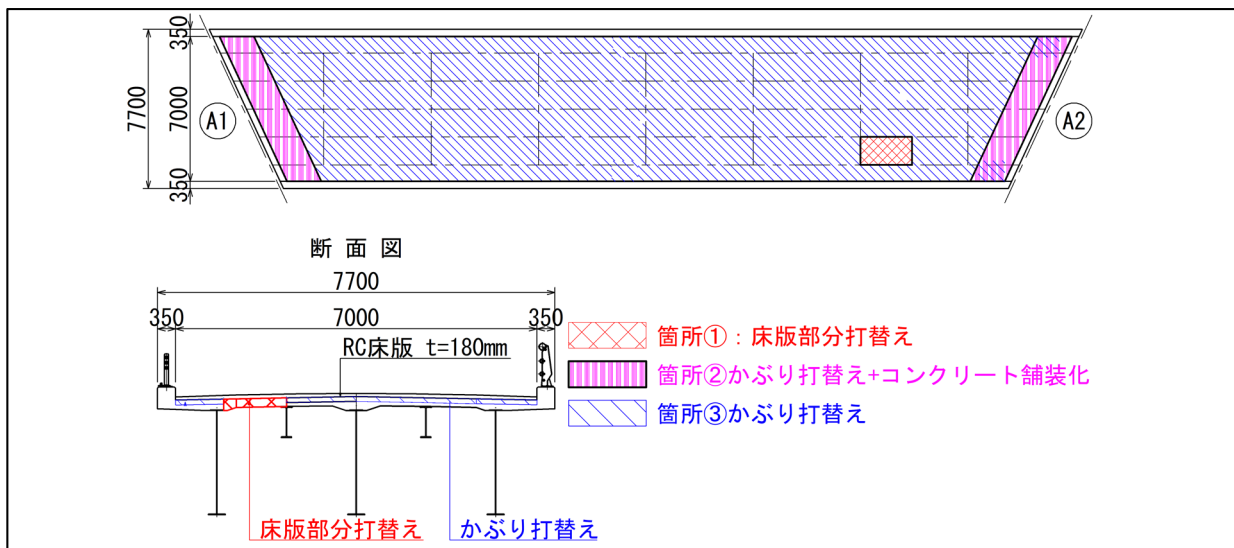 350
7700
7000
350
A1
A2
断面図
7700
350
7000
350
RC床版 t=180mm
箇所①：床版部分打替え
箇所②かぶり打替え+コンクリート舗装化
箇所③かぶり打替え
床版部分打替え
かぶり打替え